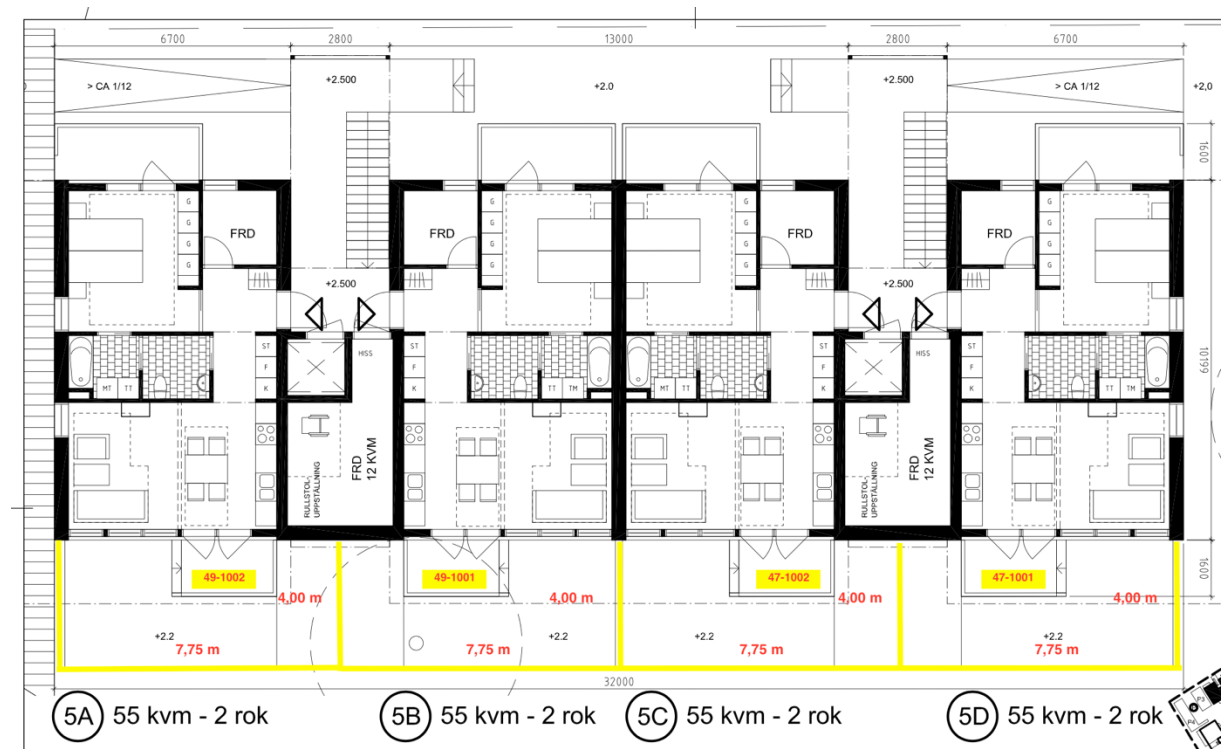 6700 2800 13000 2800 6700
> CA 1/12 +2.500 +2.0 +2.500 > CA 1/12 +2,0
1600
G G G G
G G G G
G G G G
G G G G
FRD FRD FRD FRD
+2.500 +2.500
ST HISS ST ST HISS ST
F F F F
K K K K
MT TT TT TM MT TT TT TM
10199
RULLSTOL-
UPPSTÄLLNING
FRD
12 KVM
RULLSTOL-
UPPSTÄLLNING
FRD
12 KVM
49-1002 49-1001 47-1002 47-1001
1600
4,00 m 4,00 m 4,00 m 4,00 m
+2.2 +2.2 +2.2 +2.2
7,75 m 7,75 m 7,75 m 7,75 m
32000
5A 55 kvm - 2 rok 5B 55 kvm - 2 rok 5C 55 kvm - 2 rok 5D 55 kvm - 2 rok